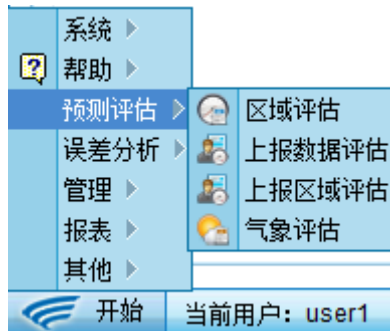 系统
帮助
预测评估
误差分析
管理
报表
其他
区域评估
上报数据评估
上报区域评估
气象评估
开始
当前用户: user1